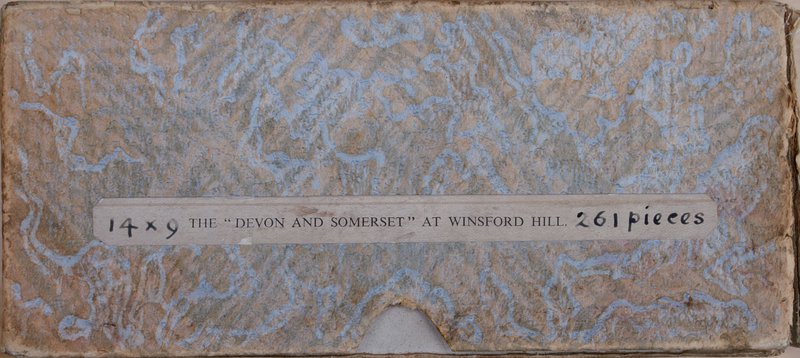 14 x 9 THE "DEVON AND SOMERSET" AT WINSFORD HILL. 261 pieces